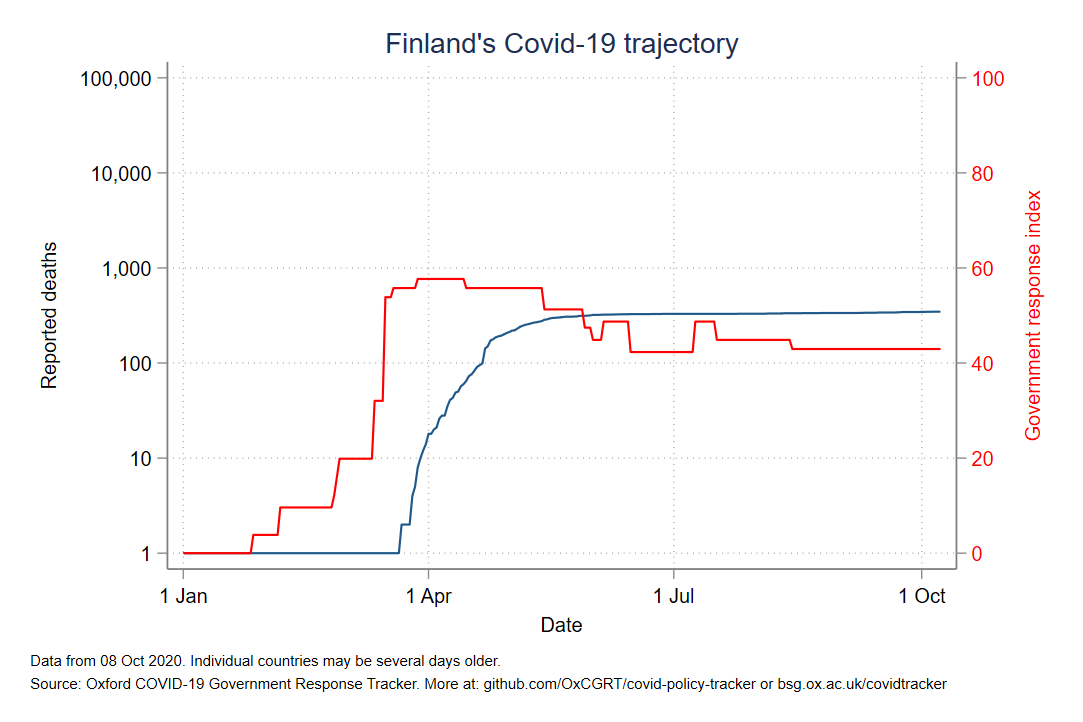 Finland's Covid-19 trajectory
100,000
10,000
1,000
100
10
1
Reported deaths
100
80
60
40
20
0
Government response index
1 Jan
1 Apr
1 Jul
1 Oct
Date
Data from 08 Oct 2020. Individual countries may be several days older.
Source: Oxford COVID-19 Government Response Tracker. More at: github.com/OxCGRT/covid-policy-tracker or bsg.ox.ac.uk/covidtracker